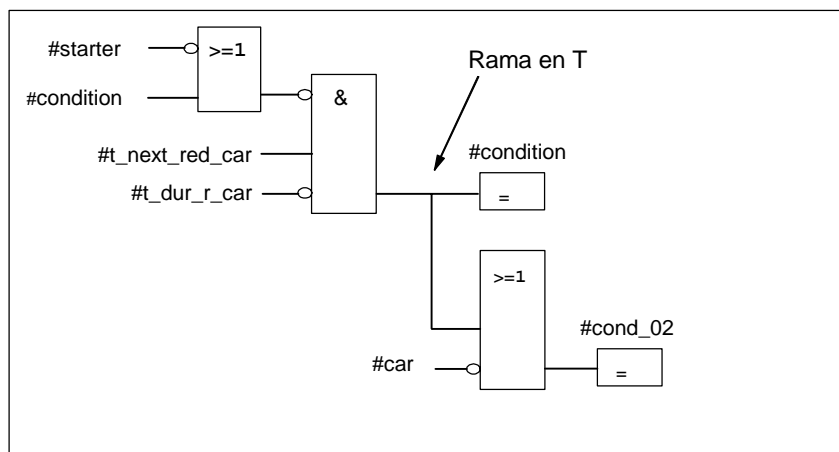 #starter
>=1
#condition
&
Rama en T
#condition
#t_next_red_car
#t_dur_r_car
=
>=1
#cond_02
#car
=